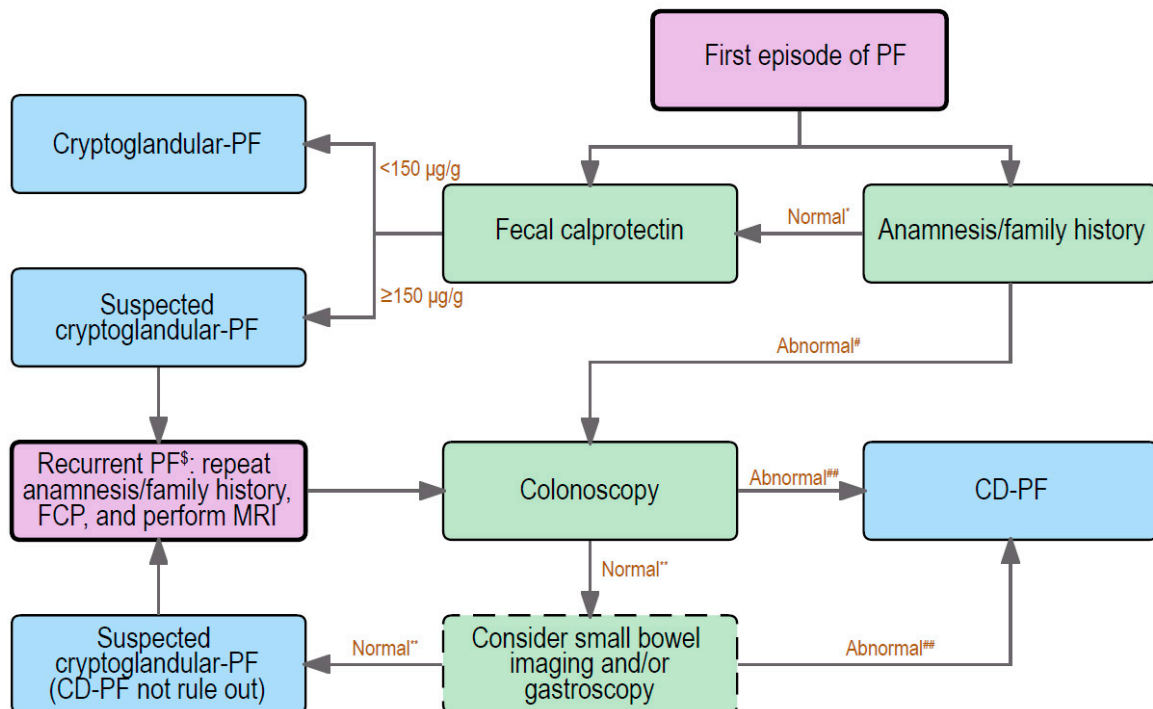 First episode of PF
Cryptoglandular-PF
<150 µg/g
Fecal calprotectin
Normal*
Anamnesis/family history
≥150 µg/g
Suspected
cryptoglandular-PF
Abnormal#
Recurrent PF$: repeat
anamnesis/family history,
FCP, and perform MRI
Colonoscopy
Abnormal##
CD-PF
Normal**
Suspected
cryptoglandular-PF
(CD-PF not rule out)
Normal**
Consider small bowel
imaging and/or
gastroscopy
Abnormal##